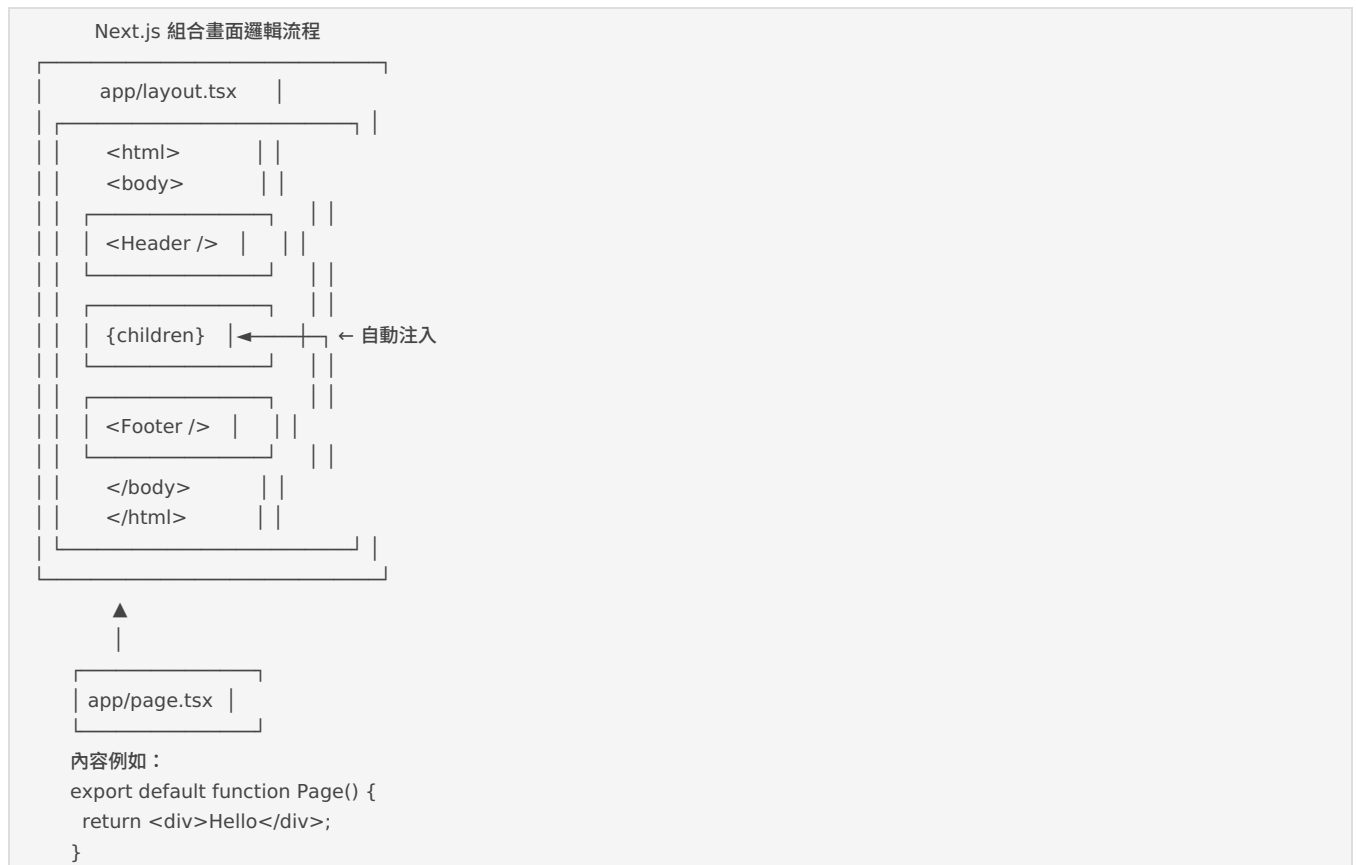 Next.js 組合畫面邏輯流程
app/layout.tsx
<html>
<body>
<Header />
{children} ← 自動注入
<Footer />
</body>
</html>
app/page.tsx
內容例如：
export default function Page() {
return <div>Hello</div>;
}